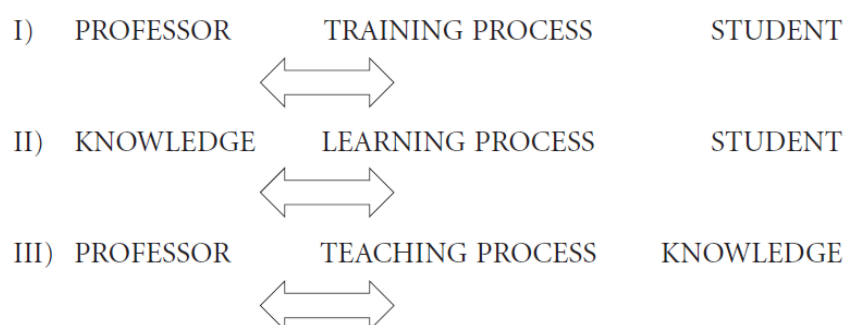 I) PROFESSOR TRAINING PROCESS STUDENT
II) KNOWLEDGE LEARNING PROCESS STUDENT
III) PROFESSOR TEACHING PROCESS KNOWLEDGE